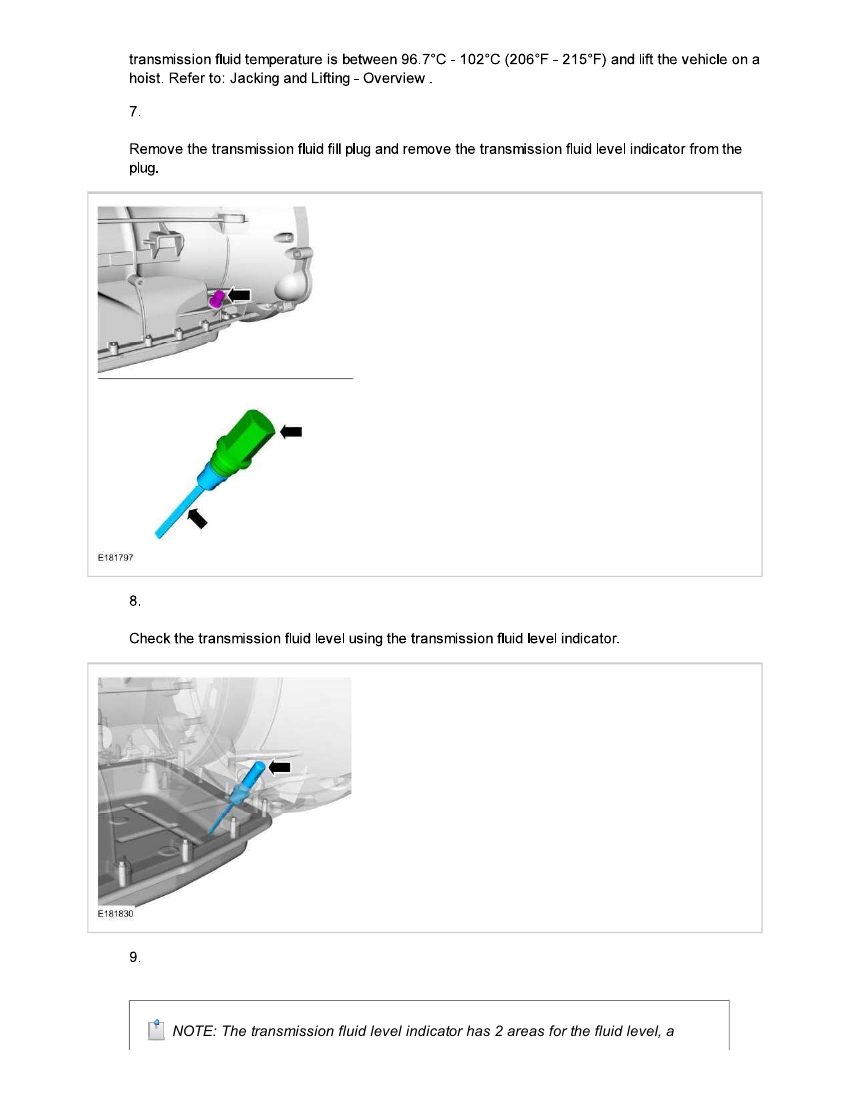 transmission fluid temperature is between 96.7°C - 102°C (206°F - 215°F) and lift the vehicle on a
hoist. Refer to: Jacking and Lifting - Overview .
7.
Remove the transmission fluid fill plug and remove the transmission fluid level indicator from the
plug.
E181797
8.
Check the transmission fluid level using the transmission fluid level indicator.
E181830
9.
NOTE: The transmission fluid level indicator has 2 areas for the fluid level, a